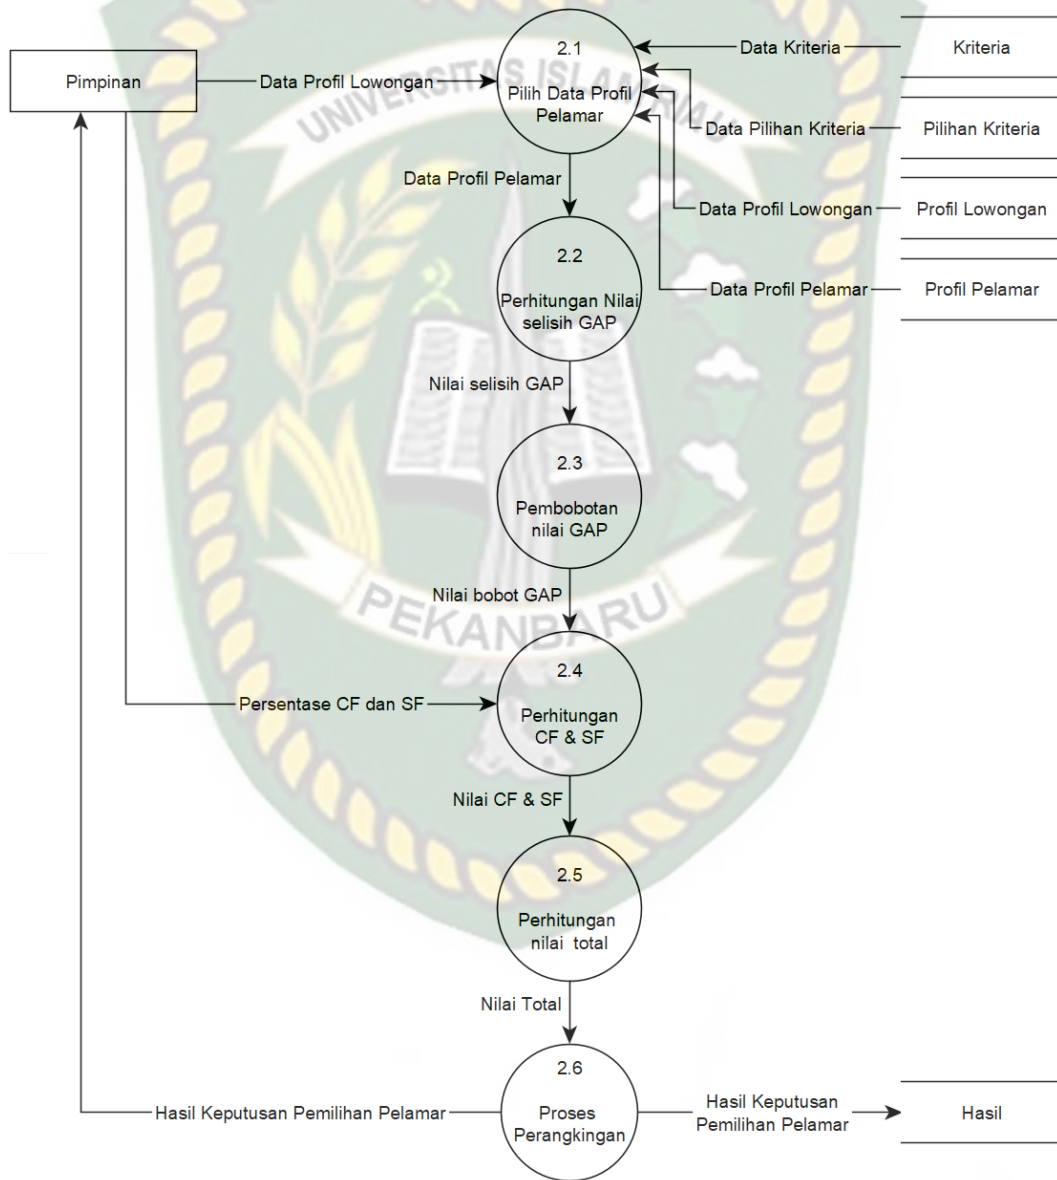 2.1
Pilih Data Profil
Pelamar
Pimpinan
Data Profil Lowongan
Data Kriteria
Kriteria
Data Pilihan Kriteria
Pilihan Kriteria
Data Profil Lowongan
Profil Lowongan
Data Profil Pelamar
Profil Pelamar
UNIVERSITAS ISLAM RIAU
Data Profil Pelamar
2.2
Perhitungan Nilai
selisih GAP
Nilai selisih GAP
2.3
Pembobotan
nilai GAP
Nilai bobot GAP
PEKANBARU
2.4
Perhitungan
CF & SF
Persentase CF dan SF
Nilai CF & SF
2.5
Perhitungan
nilai total
Nilai Total
2.6
Proses
Perangkingan
Hasil Keputusan Pemilihan Pelamar
Hasil Keputusan
Pemilihan Pelamar
Hasil